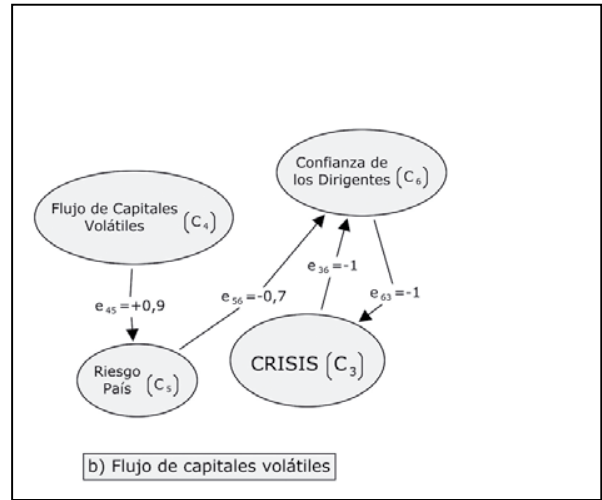 Confianza de
los Dirigentes (C₆)
Flujo de Capitales
Volátiles (C₄)
e₃₆=-1
e₄₅=+0,9
e₅₆=-0,7
e₆₃=-1
CRISIS (C₃)
Riesgo
País (C₅)
b) Flujo de capitales volátiles